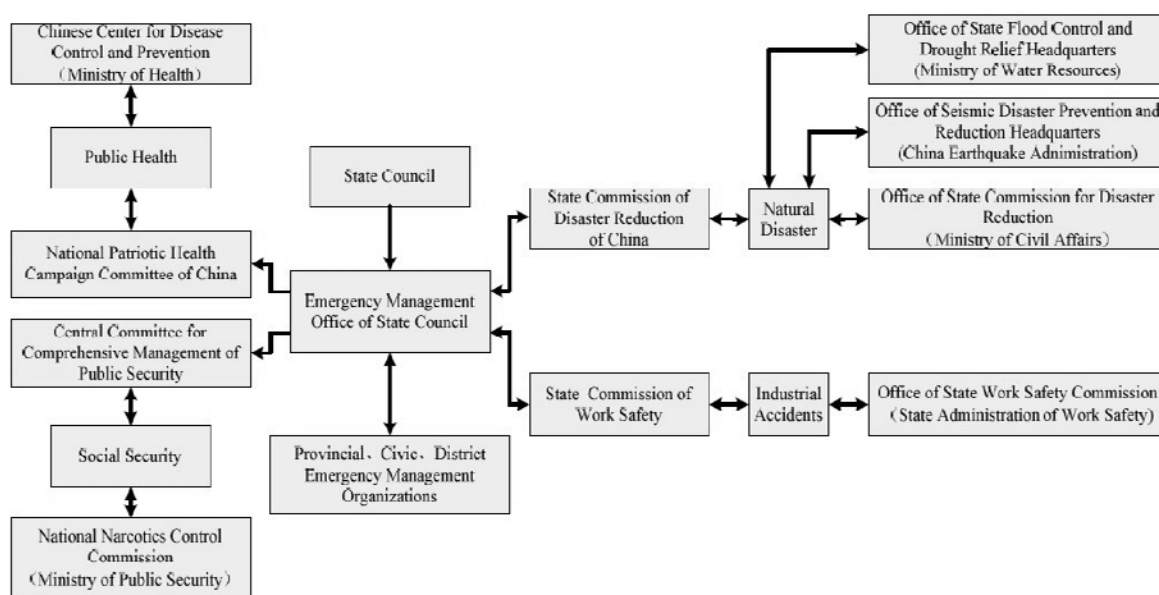 Chinese Center for Disease
Control and Prevention
（Ministry of Health）
Public Health
National Patriotic Health
Campaign Committee of China
Central Committee for
Comprehensive Management of
Public Security
Social Security
National Narcotics Control
Commission
（Ministry of Public Security）
State Council
Emergency Management
Office of State Council
Provincial、Civic、District
Emergency Management
Organizations
State Commission of
Disaster Reduction
of China
Natural
Disaster
Office of State Flood Control and
Drought Relief Headquarters
(Ministry of Water Resources)
Office of Seismic Disaster Prevention and
Reduction Headquarters
(China Earthquake Adnimistration)
Office of State Commission for Disaster
Reduction
（Ministry of Civil Affairs）
State Commission of
Work Safety
Industrial
Accidents
Office of State Work Safety Commission
（State Administration of Work Safety）